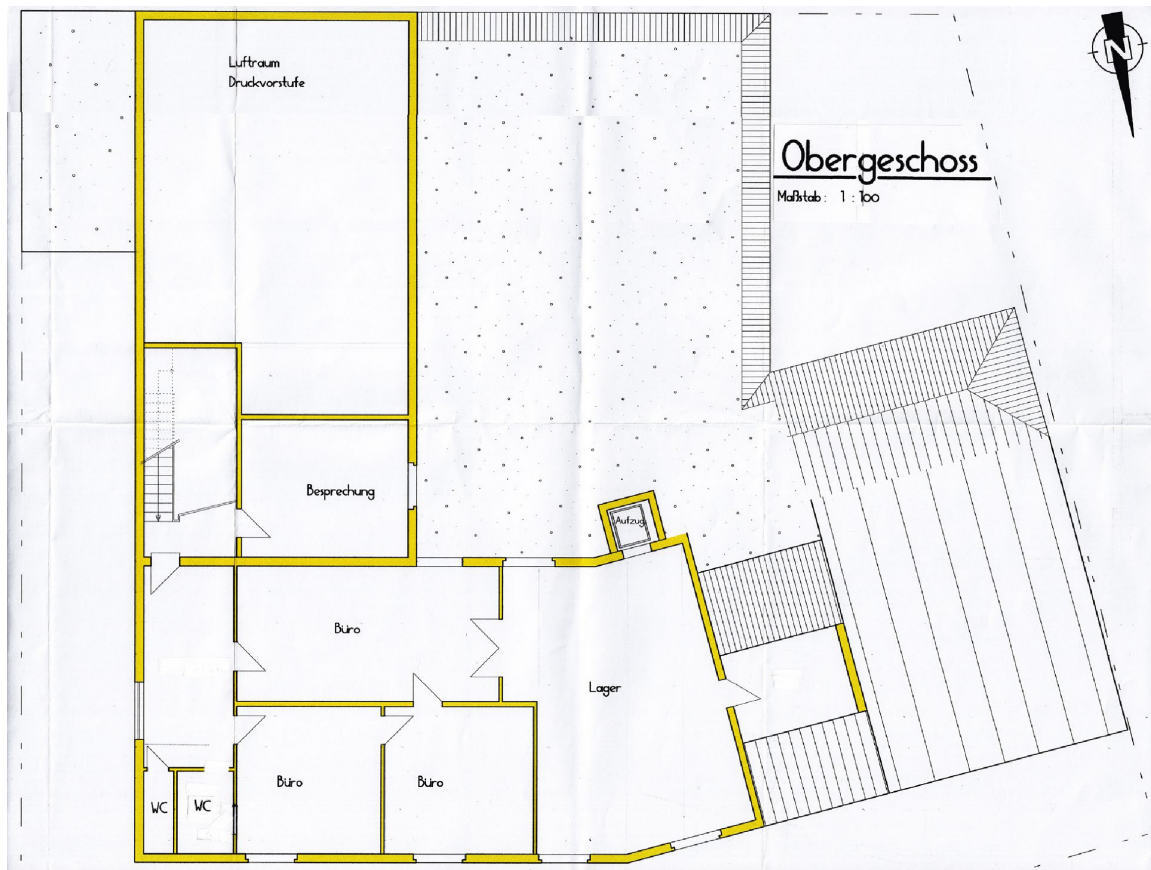 Luftraum
Druckvorstufe
N
Obergeschoss
Maßstab : 1 : 100
Besprechung
Aufzug
Büro
Lager
Büro
Büro
WC
WC